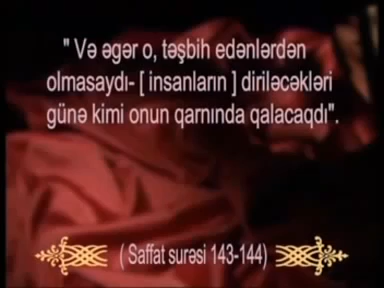 " Və əgər o, təşbih edənlərdən
olmasaydı- [ insanların ] diriləcəkləri
günə kimi onun qarnında qalacaqdı".
( Saffat surəsi 143-144)